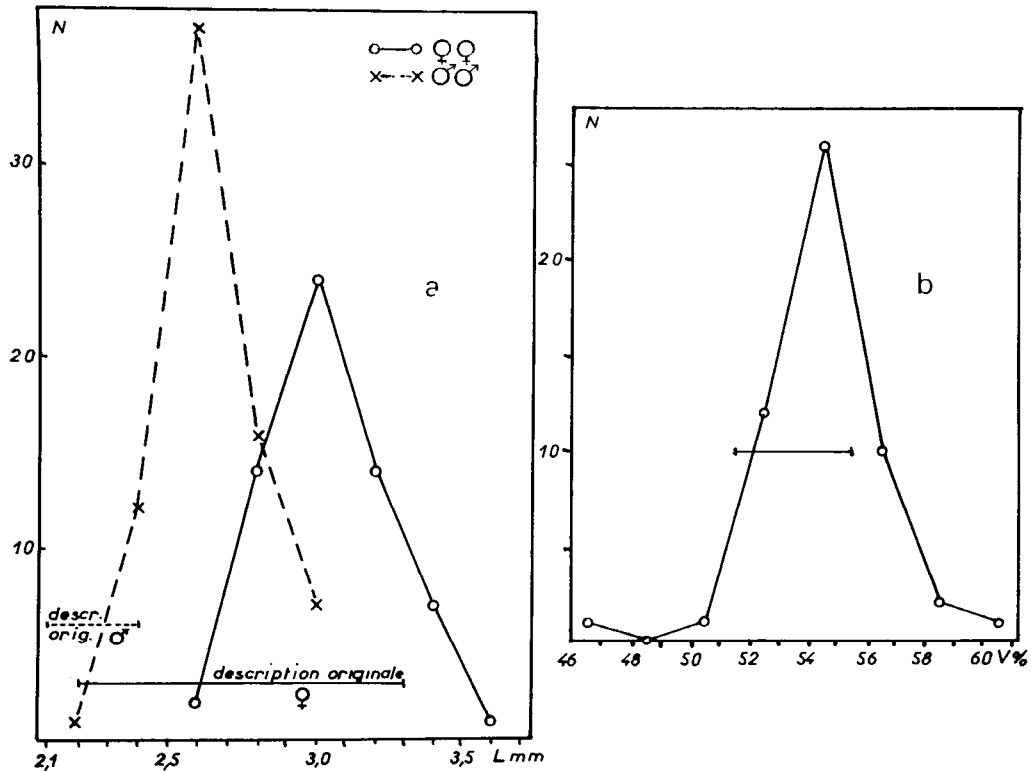 N
♀♀
♂♂
30
20
10
a
descr.
orig. ♂
description originale
♀
2,1 2,5 3,0 3,5 L mm
N
20
10
b
46 48 50 52 54 56 58 60 V%